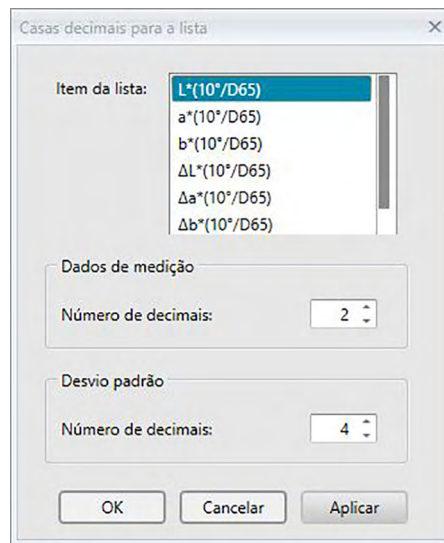 Casas decimais para a lista
Item da lista:
L*(10°/D65)
a*(10°/D65)
b*(10°/D65)
ΔL*(10°/D65)
Δa*(10°/D65)
Δb*(10°/D65)
Dados de medição
Número de decimais: 2
Desvio padrão
Número de decimais: 4
OK Cancelar Aplicar